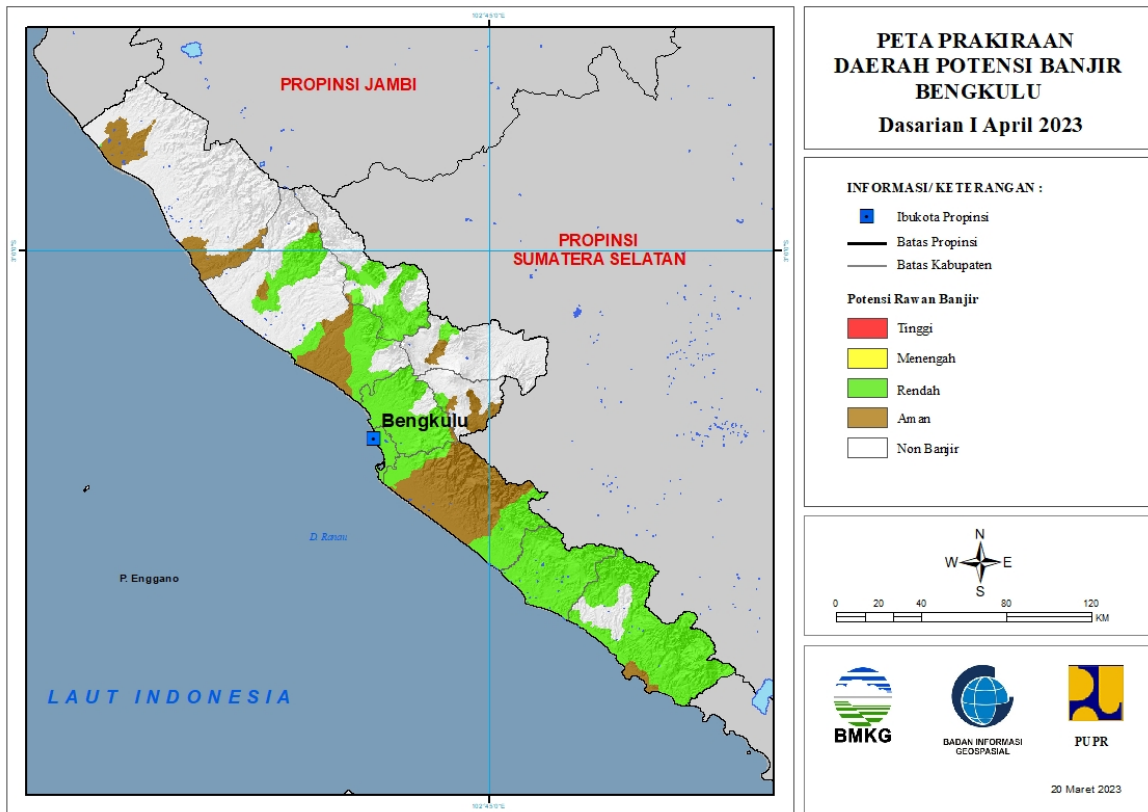 PETA PRAKIRAAN
DAERAH POTENSI BANJIR
BENGKULU
Dasarian I April 2023
INFORMASI/KETERANGAN :
Ibukota Propinsi
Batas Propinsi
Batas Kabupaten
Potensi Rawan Banjir
Tinggi
Menengah
Rendah
Aman
Non Banjir
N
W E
S
0 20 40 80 120
KM
BMKG
BADAN INFORMASI
GEOSPASIAL
PUPR
20 Maret 2023
PROPINSI JAMBI
PROPINSI
SUMATERA SELATAN
Bengkulu
D. Ranau
P. Enggano
LAUT INDONESIA